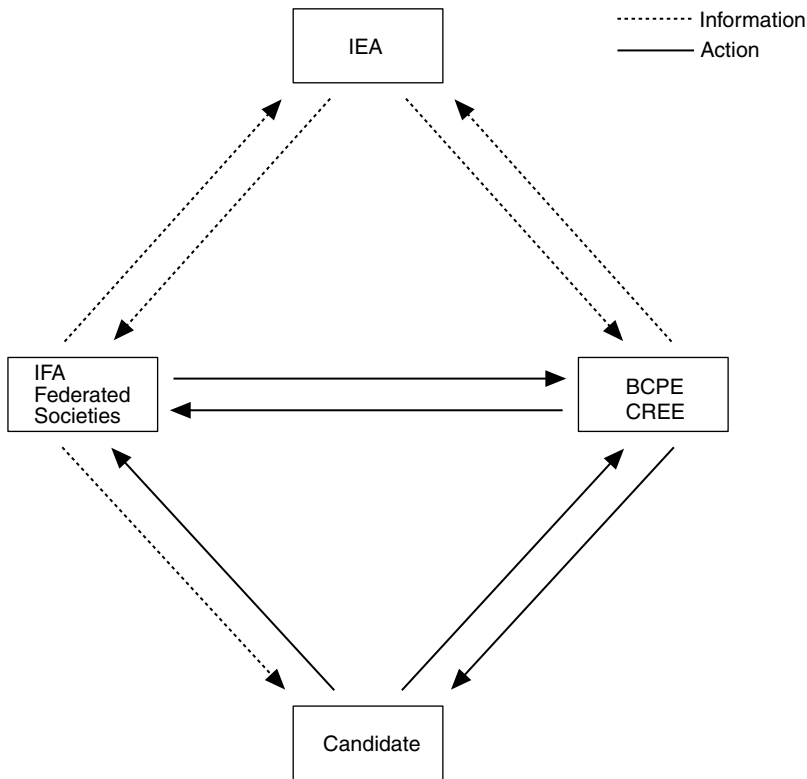 IEA
Information
Action
IFA
Federated
Societies
BCPE
CREE
Candidate